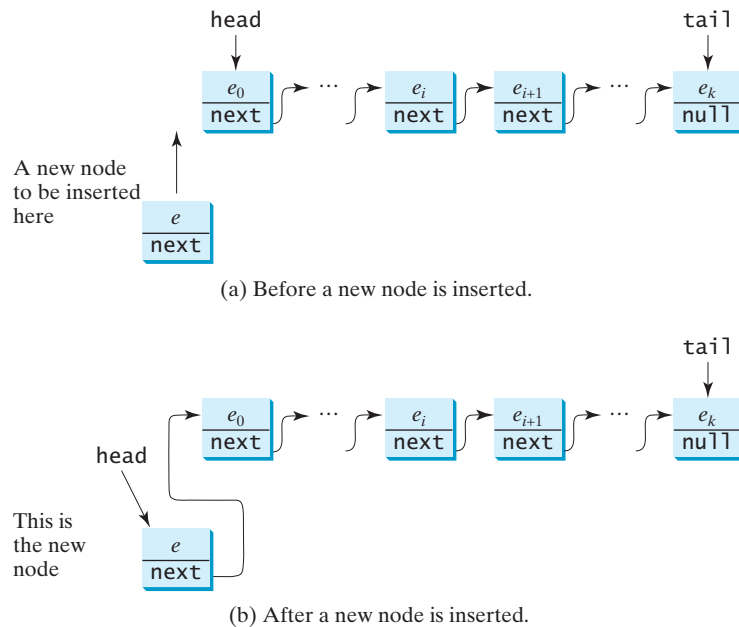 head tail
e0 ... ei ei+1 ... ek
next next next null
A new node
to be inserted
here
e
next
(a) Before a new node is inserted.
tail
e0 ... ei ei+1 ... ek
next next next null
head
This is
the new
node
e
next
(b) After a new node is inserted.